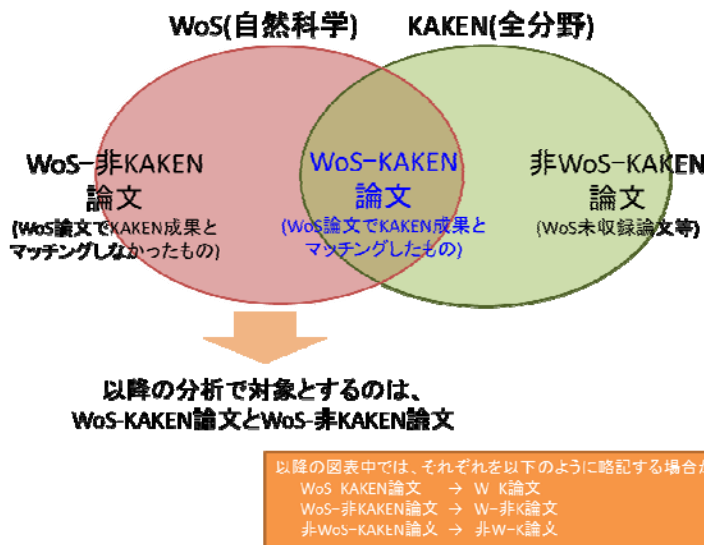 WoS(自然科学)
KAKEN(全分野)
WoS-非KAKEN
論文
(WoS論文でKAKEN成果と
マッチングしなかったもの)
WoS-KAKEN
論文
(WoS論文でKAKEN成果と
マッチングしたもの)
非WoS-KAKEN
論文
(WoS未収録論文等)
以降の分析で対象とするのは、
WoS-KAKEN論文とWoS-非KAKEN論文
以降の図表中では、それぞれを以下のように略記する場合が
WoS KAKEN論文 → W K論文
WoS-非KAKEN論文 → W-非K論文
非WoS-KAKEN論文 → 非W-K論文